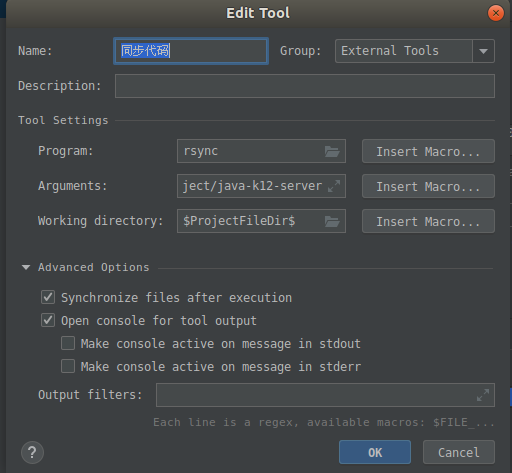 Edit Tool
Name: 同步代码 Group: External Tools
Description:
Tool Settings
Program: rsync Insert Macro...
Arguments: ject/java-k12-server Insert Macro...
Working directory: $ProjectFileDir$ Insert Macro...
Advanced Options
Synchronize files after execution
Open console for tool output
Make console active on message in stdout
Make console active on message in stderr
Output filters:
Each line is a regex, available macros: $FILE_...
? OK Cancel